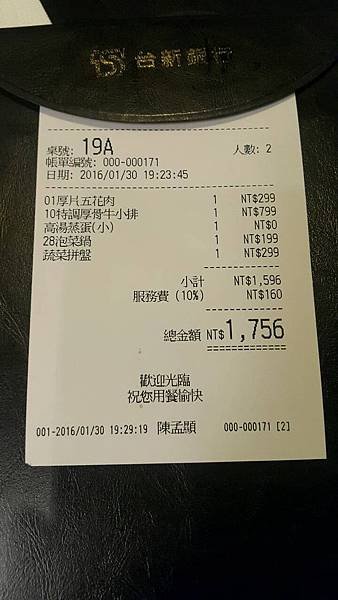 台新銀行
桌號: 19A 人數: 2
帳單編號: 000-000171
日期: 2016/01/30 19:23:45
01厚片五花肉 1 NT$299
10特調厚骨牛小排 1 NT$799
高湯蒸蛋(小) 1 NT$0
28泡菜鍋 1 NT$199
蔬菜拼盤 1 NT$299
小計 NT$1,596
服務費 (10%) NT$160
總金額 NT$1,756
歡迎光臨
祝您用餐愉快
001-2016/01/30 19:29:19 陳孟顯 000-000171 [2]